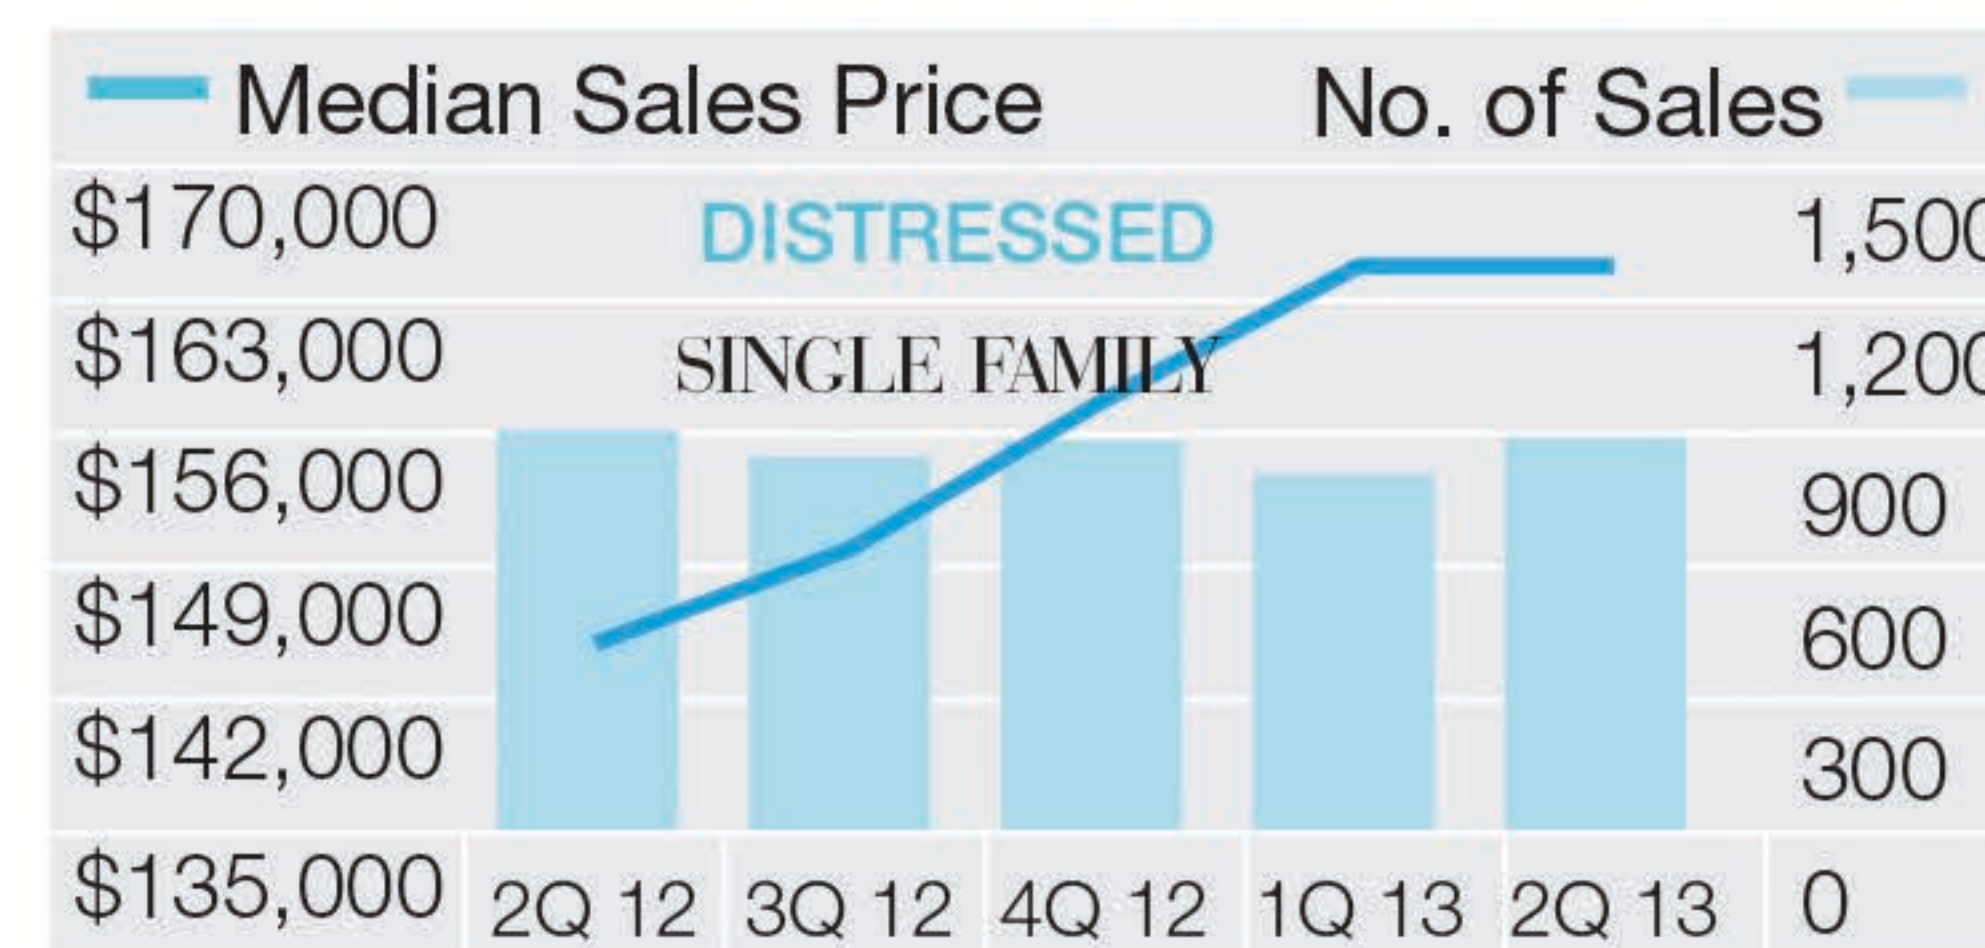 Median Sales Price No. of Sales
$170,000 DISTRESSED 1,500
$163,000 SINGLE FAMILY 1,200
$156,000 900
$149,000 600
$142,000 300
$135,000 2Q 12 3Q 12 4Q 12 1Q 13 2Q 13 0